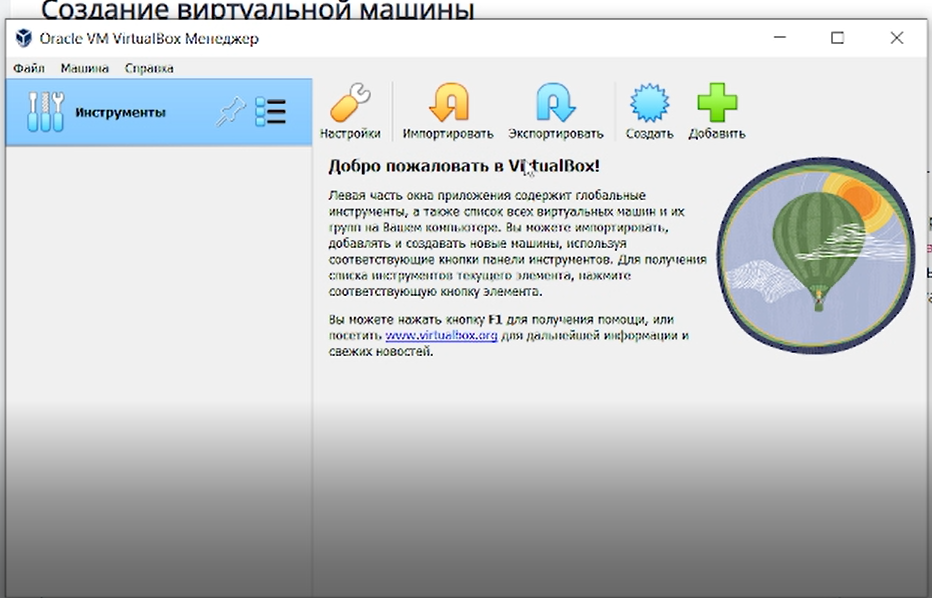 Создание виртуальной машины
Oracle VM VirtualBox Менеджер
Файл Машина Справка
Инструменты
Настройки Импортировать Экспортировать Создать Добавить
Добро пожаловать в VirtualBox!
Левая часть окна приложения содержит глобальные
инструменты, а также список всех виртуальных машин и их
групп на Вашем компьютере. Вы можете импортировать,
добавлять и создавать новые машины, используя
соответствующие кнопки панели инструментов. Для получения
списка инструментов текущего элемента, нажмите
соответствующую кнопку элемента.
Вы можете нажать кнопку F1 для получения помощи, или
посетить www.virtualbox.org для дальнейшей информации и
свежих новостей.